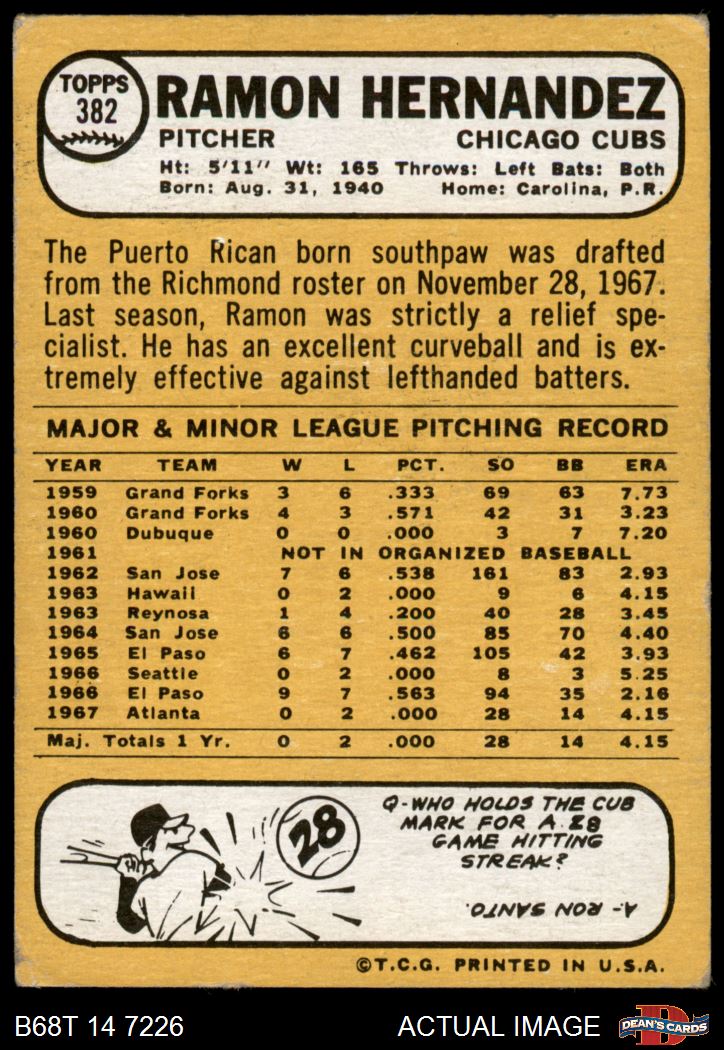 TOPPS
382
RAMON HERNANDEZ
PITCHER CHICAGO CUBS
Ht: 5'11" Wt: 165 Throws: Left Bats: Both
Born: Aug. 31, 1940 Home: Carolina, P.R.
The Puerto Rican born southpaw was drafted
from the Richmond roster on November 28, 1967.
Last season, Ramon was strictly a relief spe-
cialist. He has an excellent curveball and is ex-
tremely effective against lefthanded batters.
MAJOR & MINOR LEAGUE PITCHING RECORD
YEAR TEAM W L PCT. SO BB ERA
1959 Grand Forks 3 6 .333 69 63 7.73
1960 Grand Forks 4 3 .571 42 31 3.23
1960 Dubuque 0 0 .000 3 7 7.20
1961 NOT IN ORGANIZED BASEBALL
1962 San Jose 7 6 .538 161 83 2.93
1963 Hawaii 0 2 .000 9 6 4.15
1963 Reynosa 1 4 .200 40 28 3.45
1964 San Jose 6 6 .500 85 70 4.40
1965 El Paso 6 7 .462 105 42 3.93
1966 Seattle 0 2 .000 8 3 5.25
1966 El Paso 9 7 .563 94 35 2.16
1967 Atlanta 0 2 .000 28 14 4.15
Maj. Totals 1 Yr. 0 2 .000 28 14 4.15
28
Q-WHO HOLDS THE CUB
MARK FOR A 28
GAME HITTING
STREAK?
A- RON SANTO.
©T.C.G. PRINTED IN U.S.A.
B68T 14 7226 ACTUAL IMAGE
D
DEAN'S CARDS